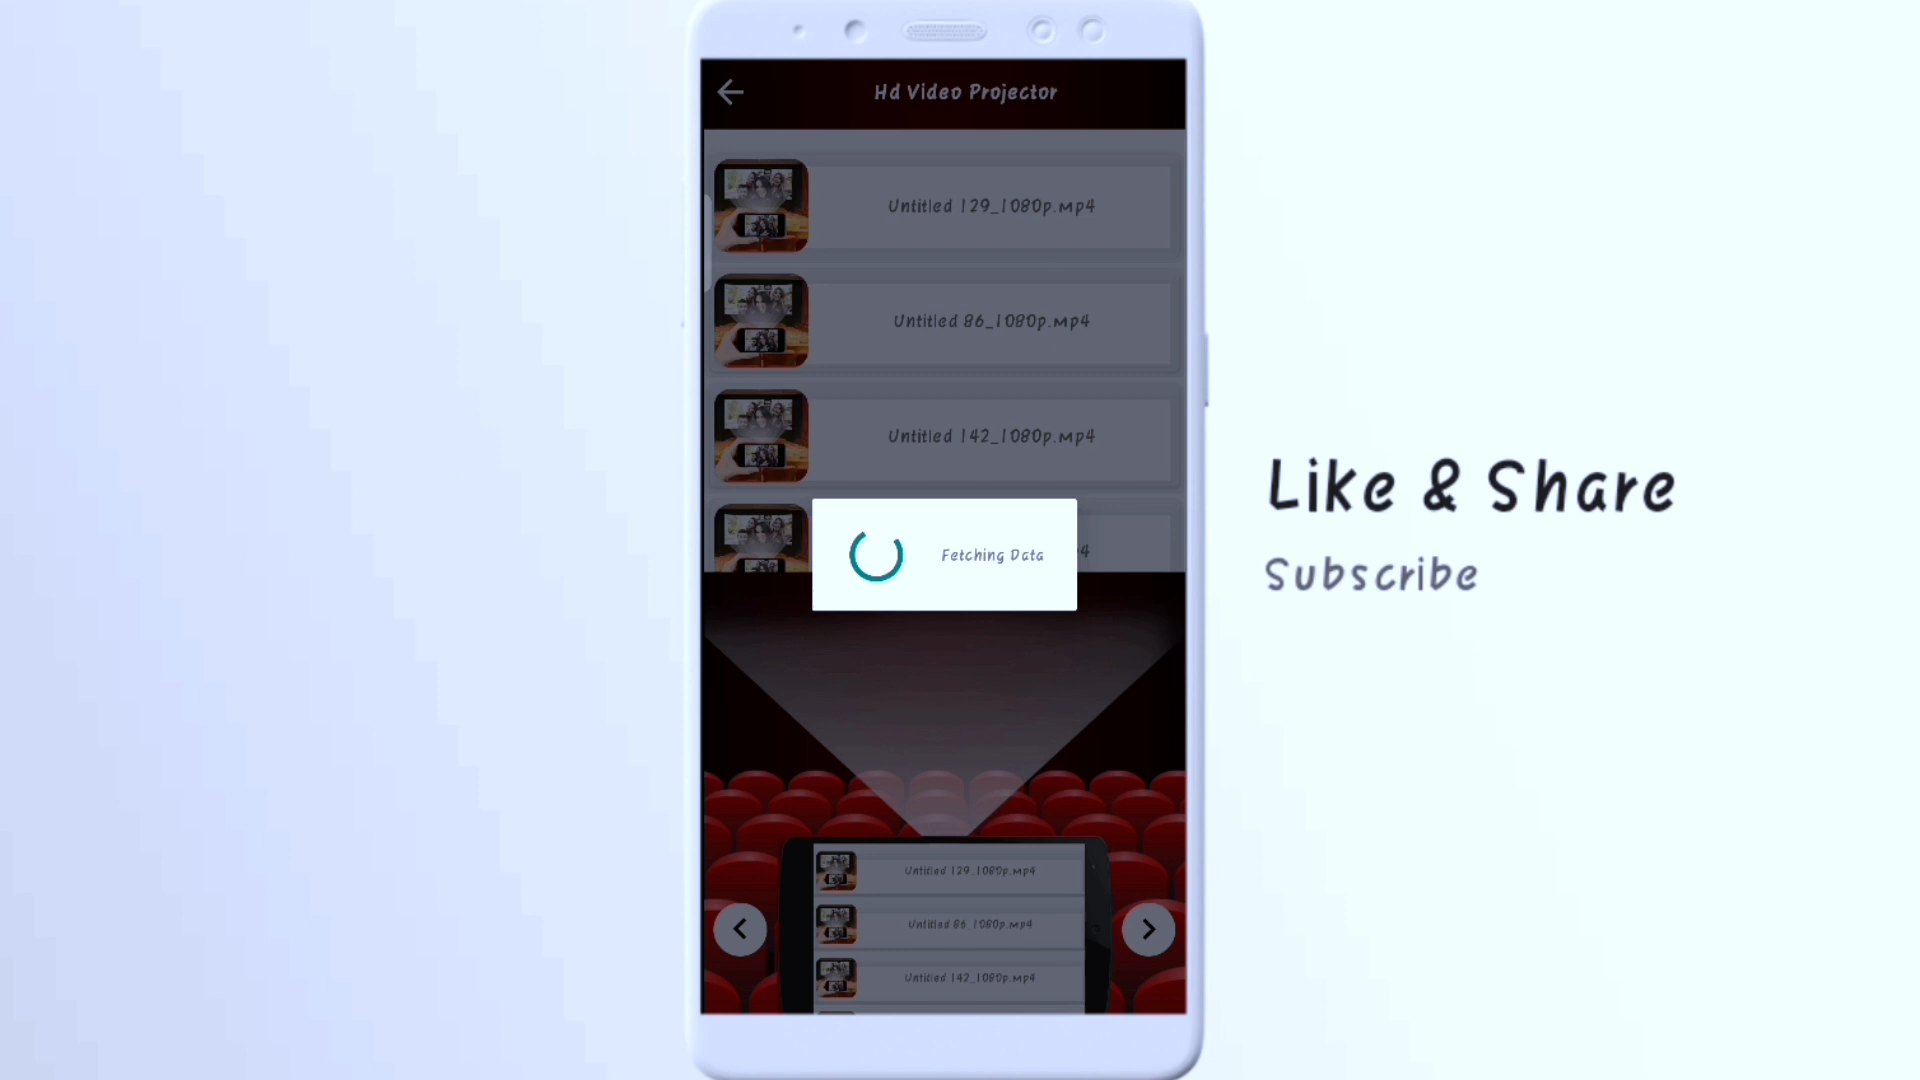 Hd Video Projector
Untitled 129_1080p.mp4
Untitled 86_1080p.mp4
Untitled 142_1080p.mp4
4
Fetching Data
Like & Share
Subscribe
Untitled 129_1080p.mp4
Untitled 86_1080p.mp4
Untitled 142_1080p.mp4